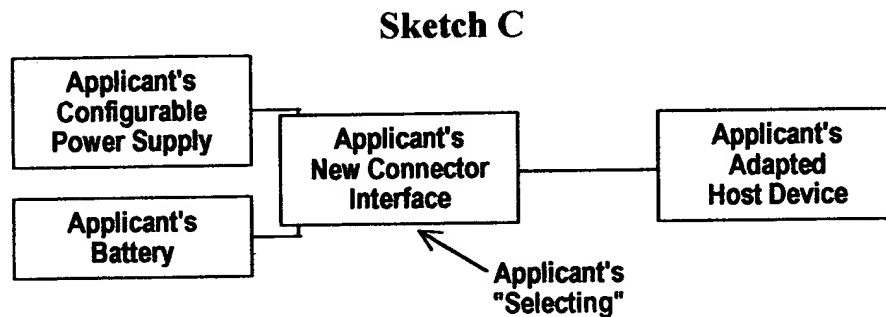 Sketch C
Applicant's
Configurable
Power Supply
Applicant's
Battery
Applicant's
New Connector
Interface
Applicant's
"Selecting"
Applicant's
Adapted
Host Device